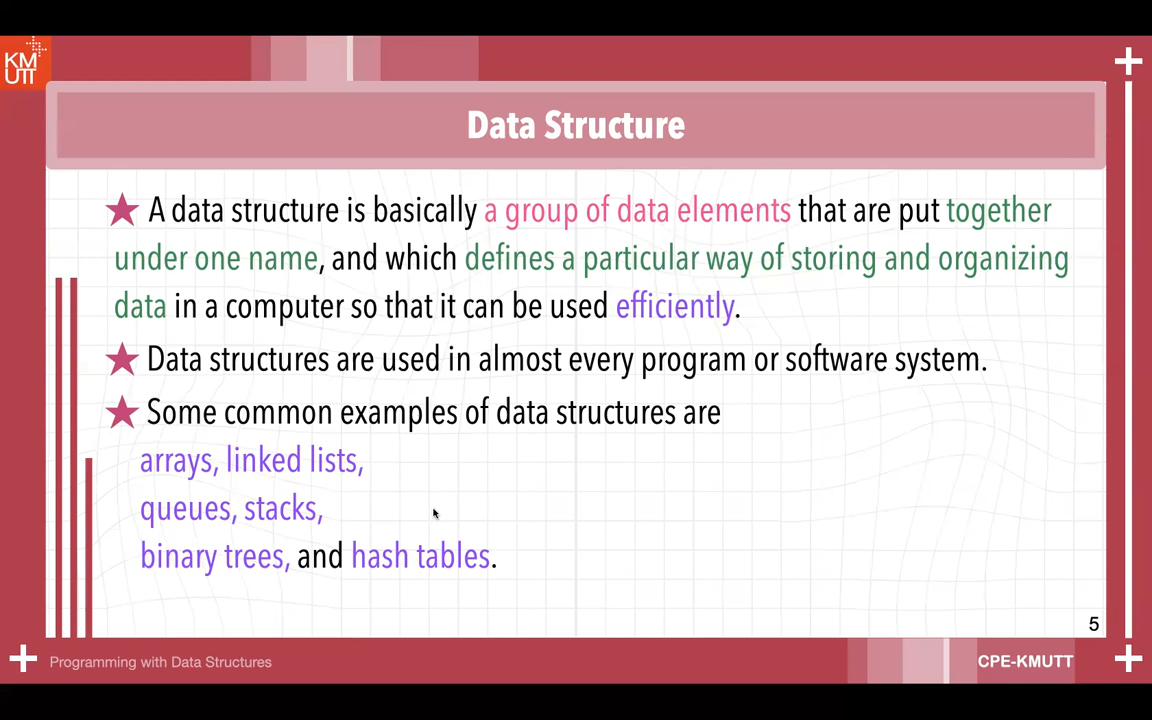 KM
UTT
Data Structure
A data structure is basically a group of data elements that are put together
under one name, and which defines a particular way of storing and organizing
data in a computer so that it can be used efficiently.
Data structures are used in almost every program or software system.
Some common examples of data structures are
arrays, linked lists,
queues, stacks,
binary trees, and hash tables.
5
Programming with Data Structures
CPE-KMUTT